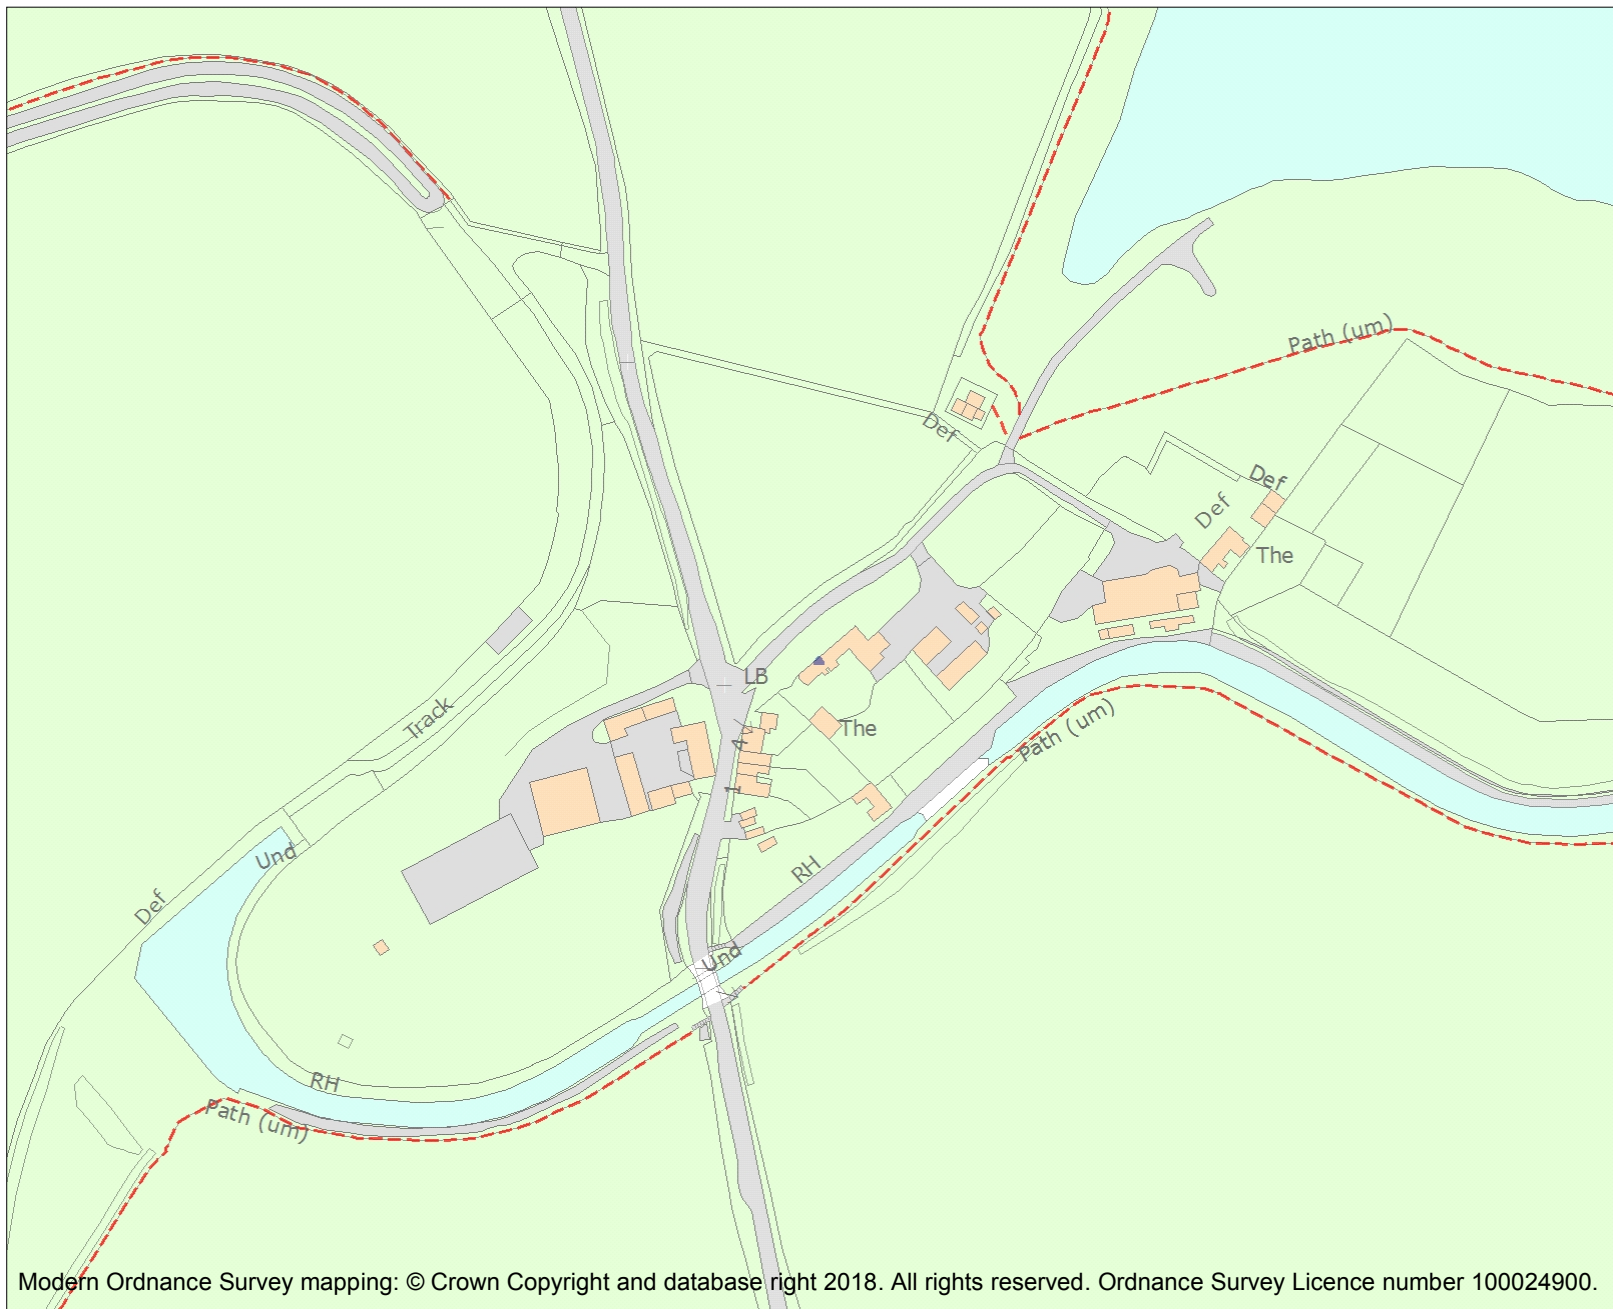 Path (um)
Def
Def
Def
The
LB
Track
The
A
Path (um)
1
Und
RH
Def
Und
RH
Path (um)
Modern Ordnance Survey mapping: © Crown Copyright and database right 2018. All rights reserved. Ordnance Survey Licence number 100024900.